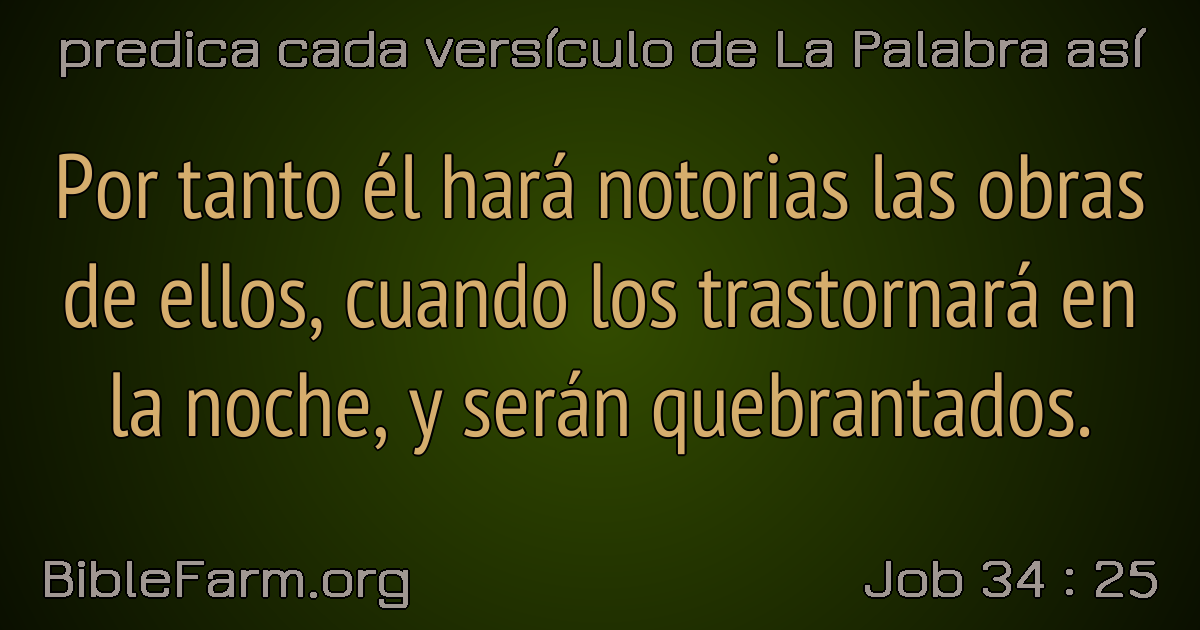 predica cada versículo de La Palabra así
Por tanto él hará notorias las obras
de ellos, cuando los trastornará en
la noche, y serán quebrantados.
BibleFarm.org
Job 34 : 25